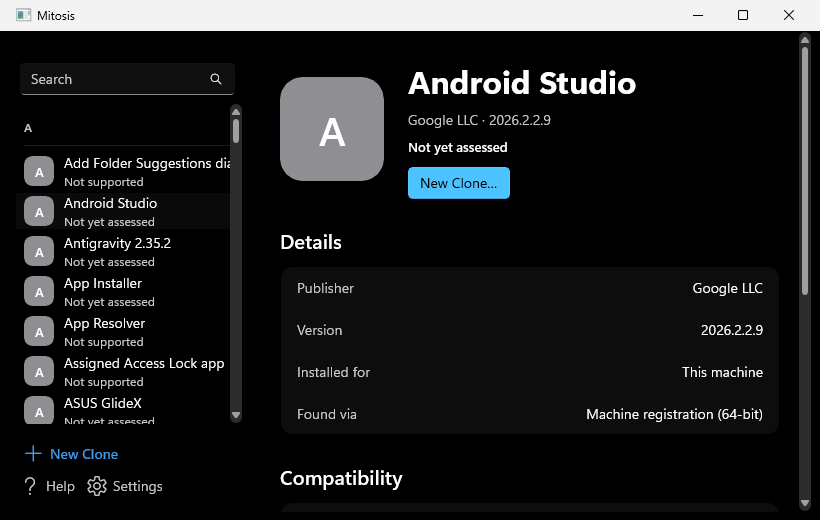 Mitosis
Search
A
Add Folder Suggestions dia
Not supported
Android Studio
Not yet assessed
Antigravity 2.35.2
Not yet assessed
App Installer
Not yet assessed
App Resolver
Not supported
Assigned Access Lock app
Not supported
ASUS GlideX
Not yet assessed
New Clone
Help
Settings
A
Android Studio
Google LLC · 2026.2.2.9
Not yet assessed
New Clone...
Details
Publisher Google LLC
Version 2026.2.2.9
Installed for This machine
Found via Machine registration (64-bit)
Compatibility